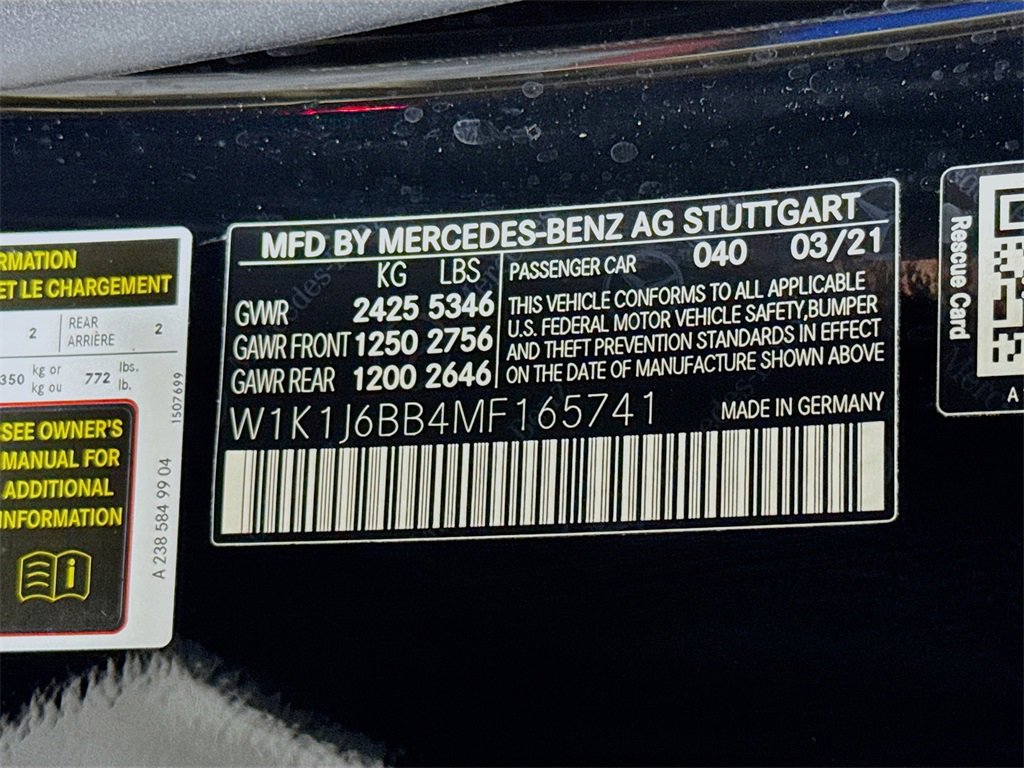 RMATION
ET LE CHARGEMENT
2 REAR ARRIÈRE 2
350 kg or kg ou 772 lbs. lb.
SEE OWNER'S
MANUAL FOR
ADDITIONAL
INFORMATION
i
1507699
A 238 584 99 04
MFD BY MERCEDES-BENZ AG STUTTGART
KG LBS
GVWR 2425 5346
GAWR FRONT 1250 2756
GAWR REAR 1200 2646
PASSENGER CAR 040 03/21
THIS VEHICLE CONFORMS TO ALL APPLICABLE
U.S. FEDERAL MOTOR VEHICLE SAFETY,BUMPER
AND THEFT PREVENTION STANDARDS IN EFFECT
ON THE DATE OF MANUFACTURE SHOWN ABOVE
W1K1J6BB4MF165741 MADE IN GERMANY
Rescue Card
A